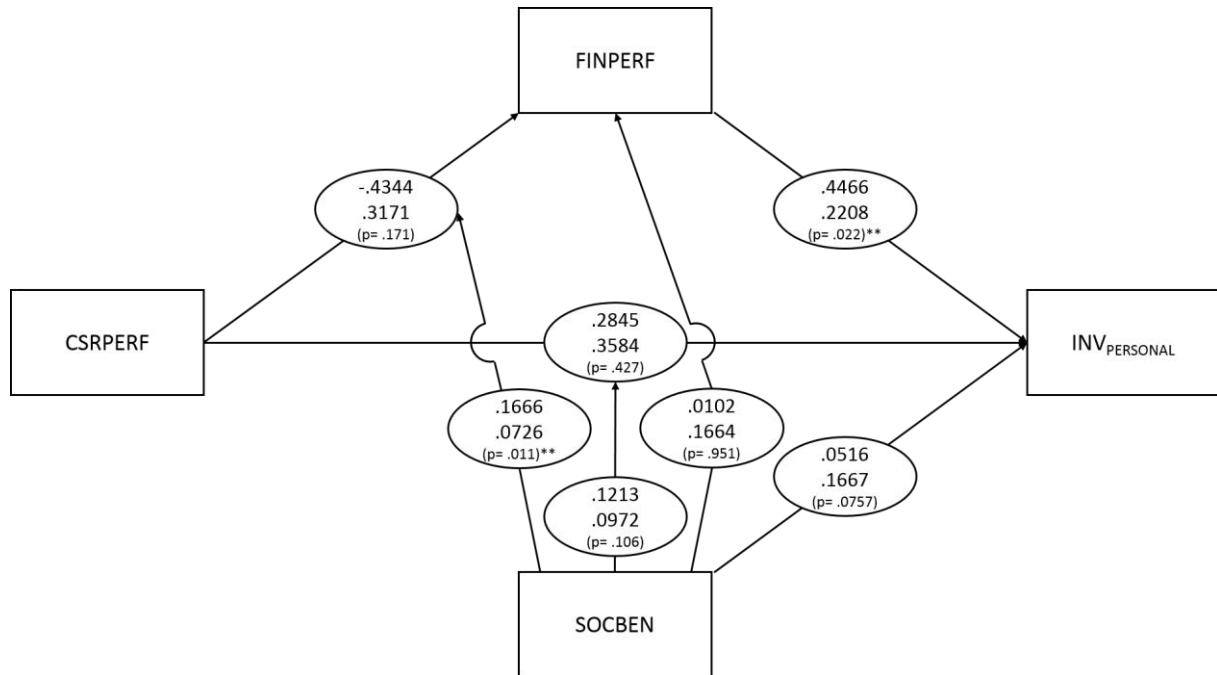 FINPERF
-.4344
.3171
(p= .171)
.4466
.2208
(p= .022)**
CSRPERF
.2845
.3584
(p= .427)
INVPERSONAL
.1666
.0726
(p= .011)**
.0102
.1664
(p= .951)
.0516
.1667
(p= .0757)
.1213
.0972
(p= .106)
SOCBEN